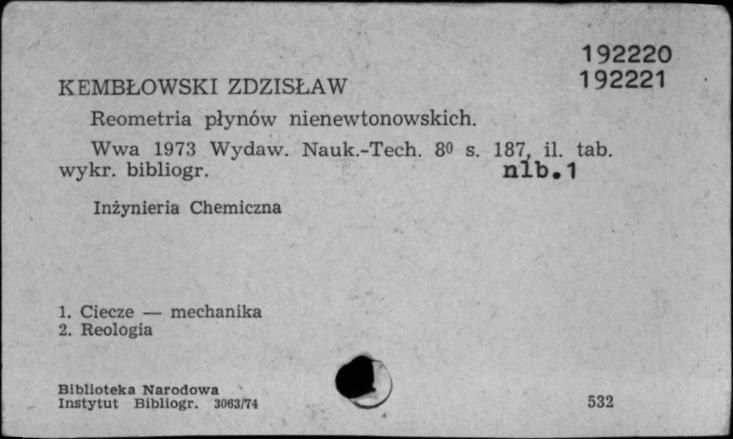 192220
192221
KEMBŁOWSKI ZDZISŁAW
Reometria płynów nienewtonowskich.
Wwa 1973 Wydaw. Nauk.-Tech. 8⁰ s. 187, il. tab.
wykr. bibliogr. nlb.1
Inżynieria Chemiczna
1. Ciecze — mechanika
2. Reologia
Biblioteka Narodowa
Instytut Bibliogr. 3063/74
532